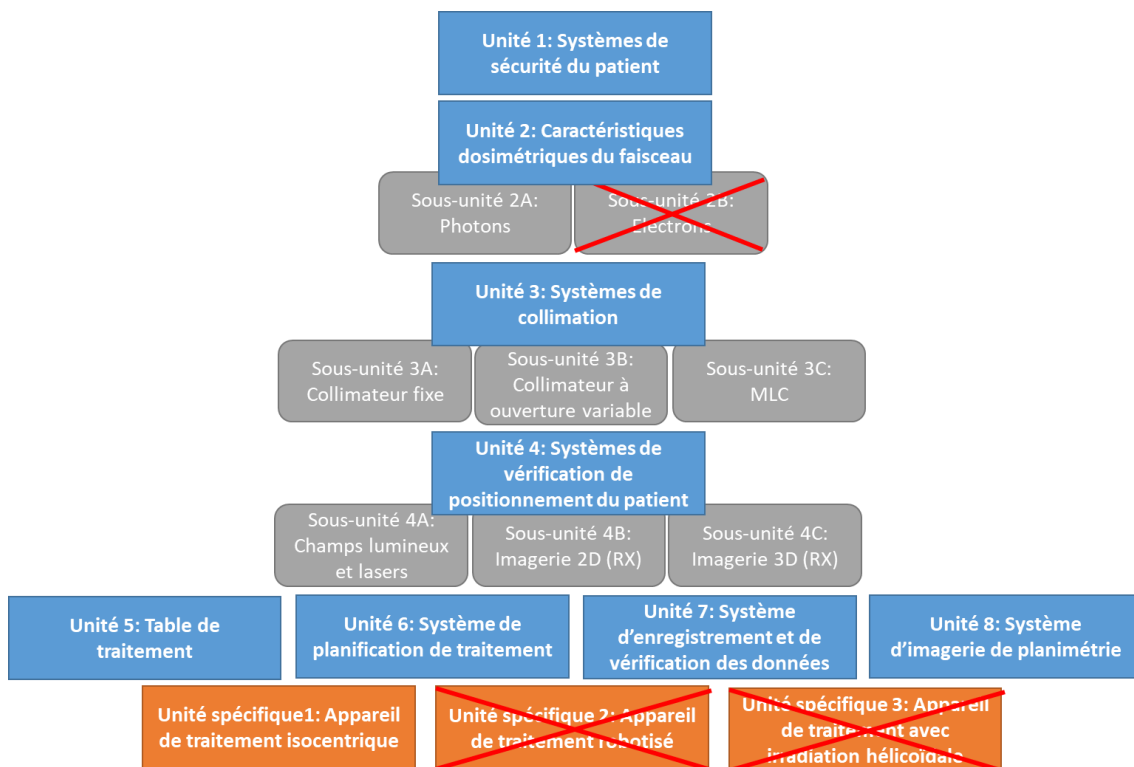 Unité 1: Systèmes de
sécurité du patient
Unité 2: Caractéristiques
dosimétriques du faisceau
Sous-unité 2A:
Photons
Sous-unité 2B:
Electrons
Unité 3: Systèmes de
collimation
Sous-unité 3A:
Collimateur fixe
Sous-unité 3B:
Collimateur à
ouverture variable
Sous-unité 3C:
MLC
Unité 4: Systèmes de
vérification de
positionnement du patient
Sous-unité 4A:
Champs lumineux
et lasers
Sous-unité 4B:
Imagerie 2D (RX)
Sous-unité 4C:
Imagerie 3D (RX)
Unité 5: Table de
traitement
Unité 6: Système de
planification de traitement
Unité 7: Système
d’enregistrement et de
vérification des données
Unité 8: Système
d’imagerie de planimétrie
Unité spécifique1: Appareil
de traitement isocentrique
Unité spécifique 2: Appareil
de traitement robotisé
Unité spécifique 3: Appareil
de traitement avec
irradiation hélicoïdale